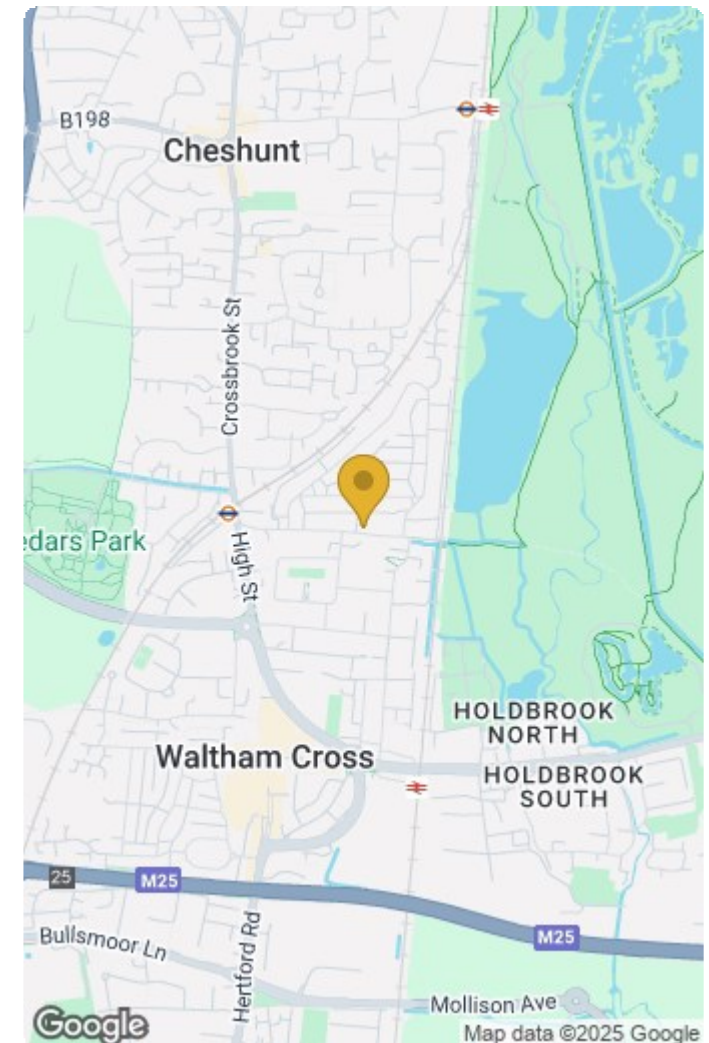 B198
Cheshunt
Crossbrook St
edars Park
High St
HOLDBROOK
NORTH
Waltham Cross
HOLDBROOK
SOUTH
25
M25
M25
Bullsmoor Ln
Hertford Rd
Mollison Ave
Google
Map data ©2025 Google